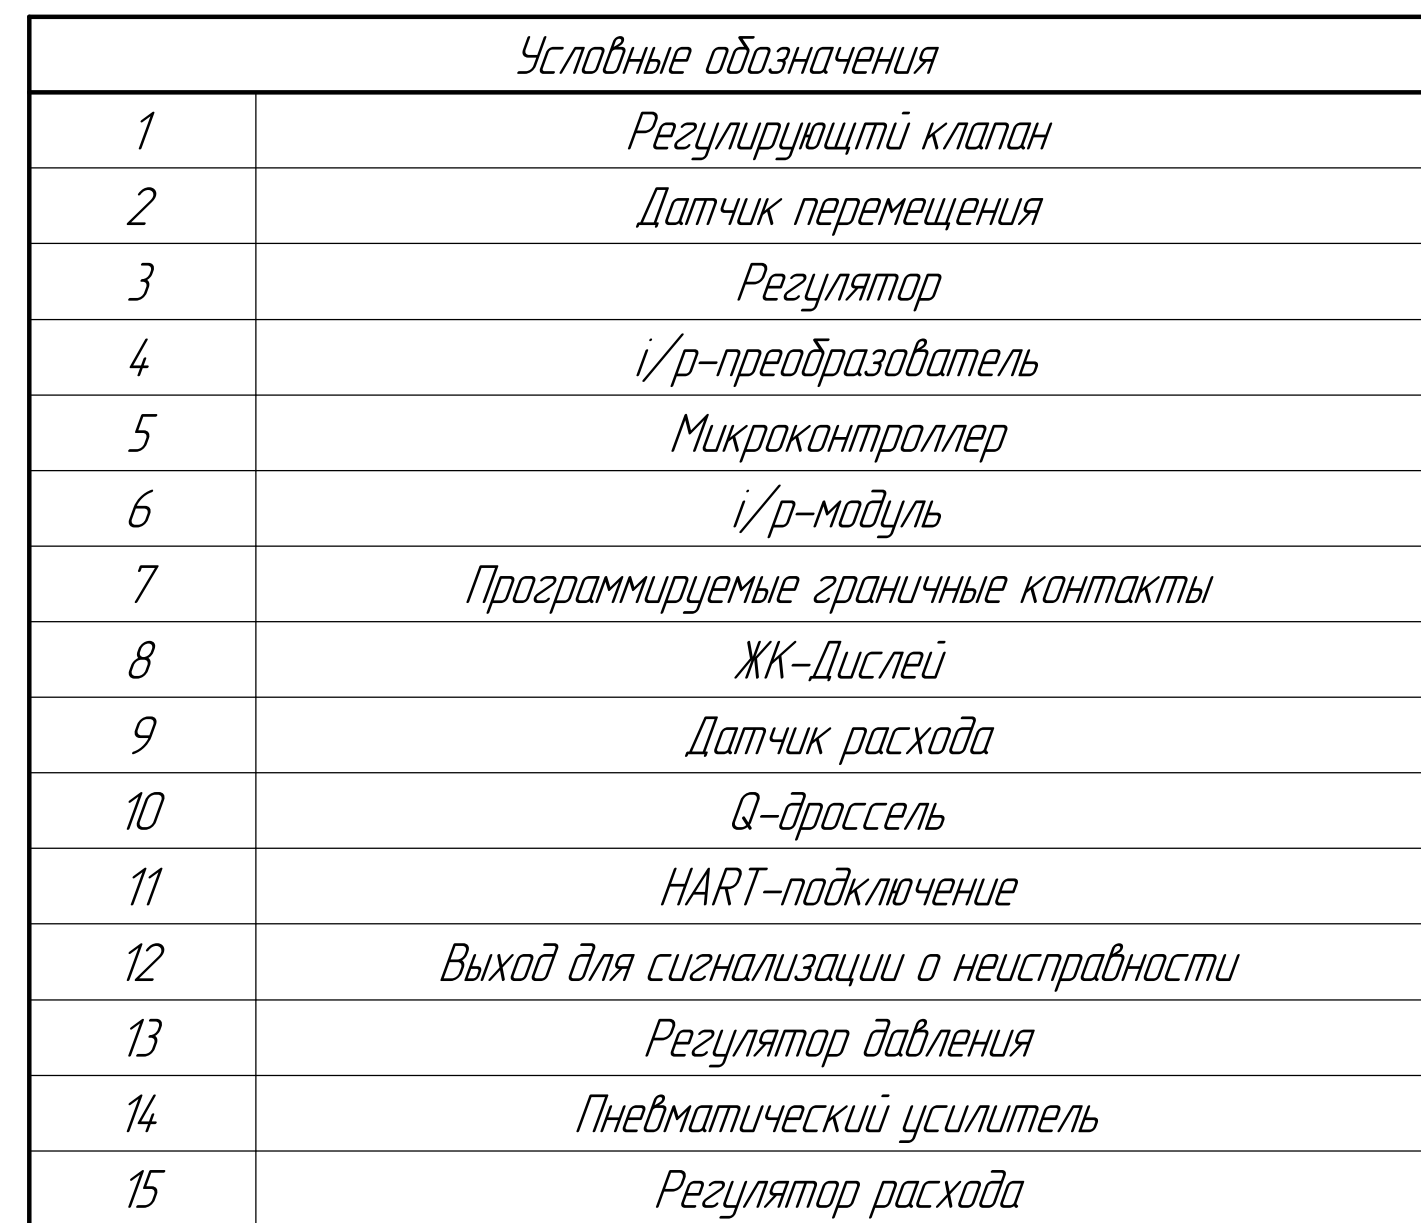 Условные обозначения
1 Регулирующтй клапан
2 Датчик перемещения
3 Регулятор
4 i/p-преобразователь
5 Микроконтроллер
6 i/p-модуль
7 Программируемые граничные контакты
8 ЖК-Дислей
9 Датчик расхода
10 Q-дроссель
11 HART-подключение
12 Выход для сигнализации о неисправности
13 Регулятор давления
14 Пневматический усилитель
15 Регулятор расхода